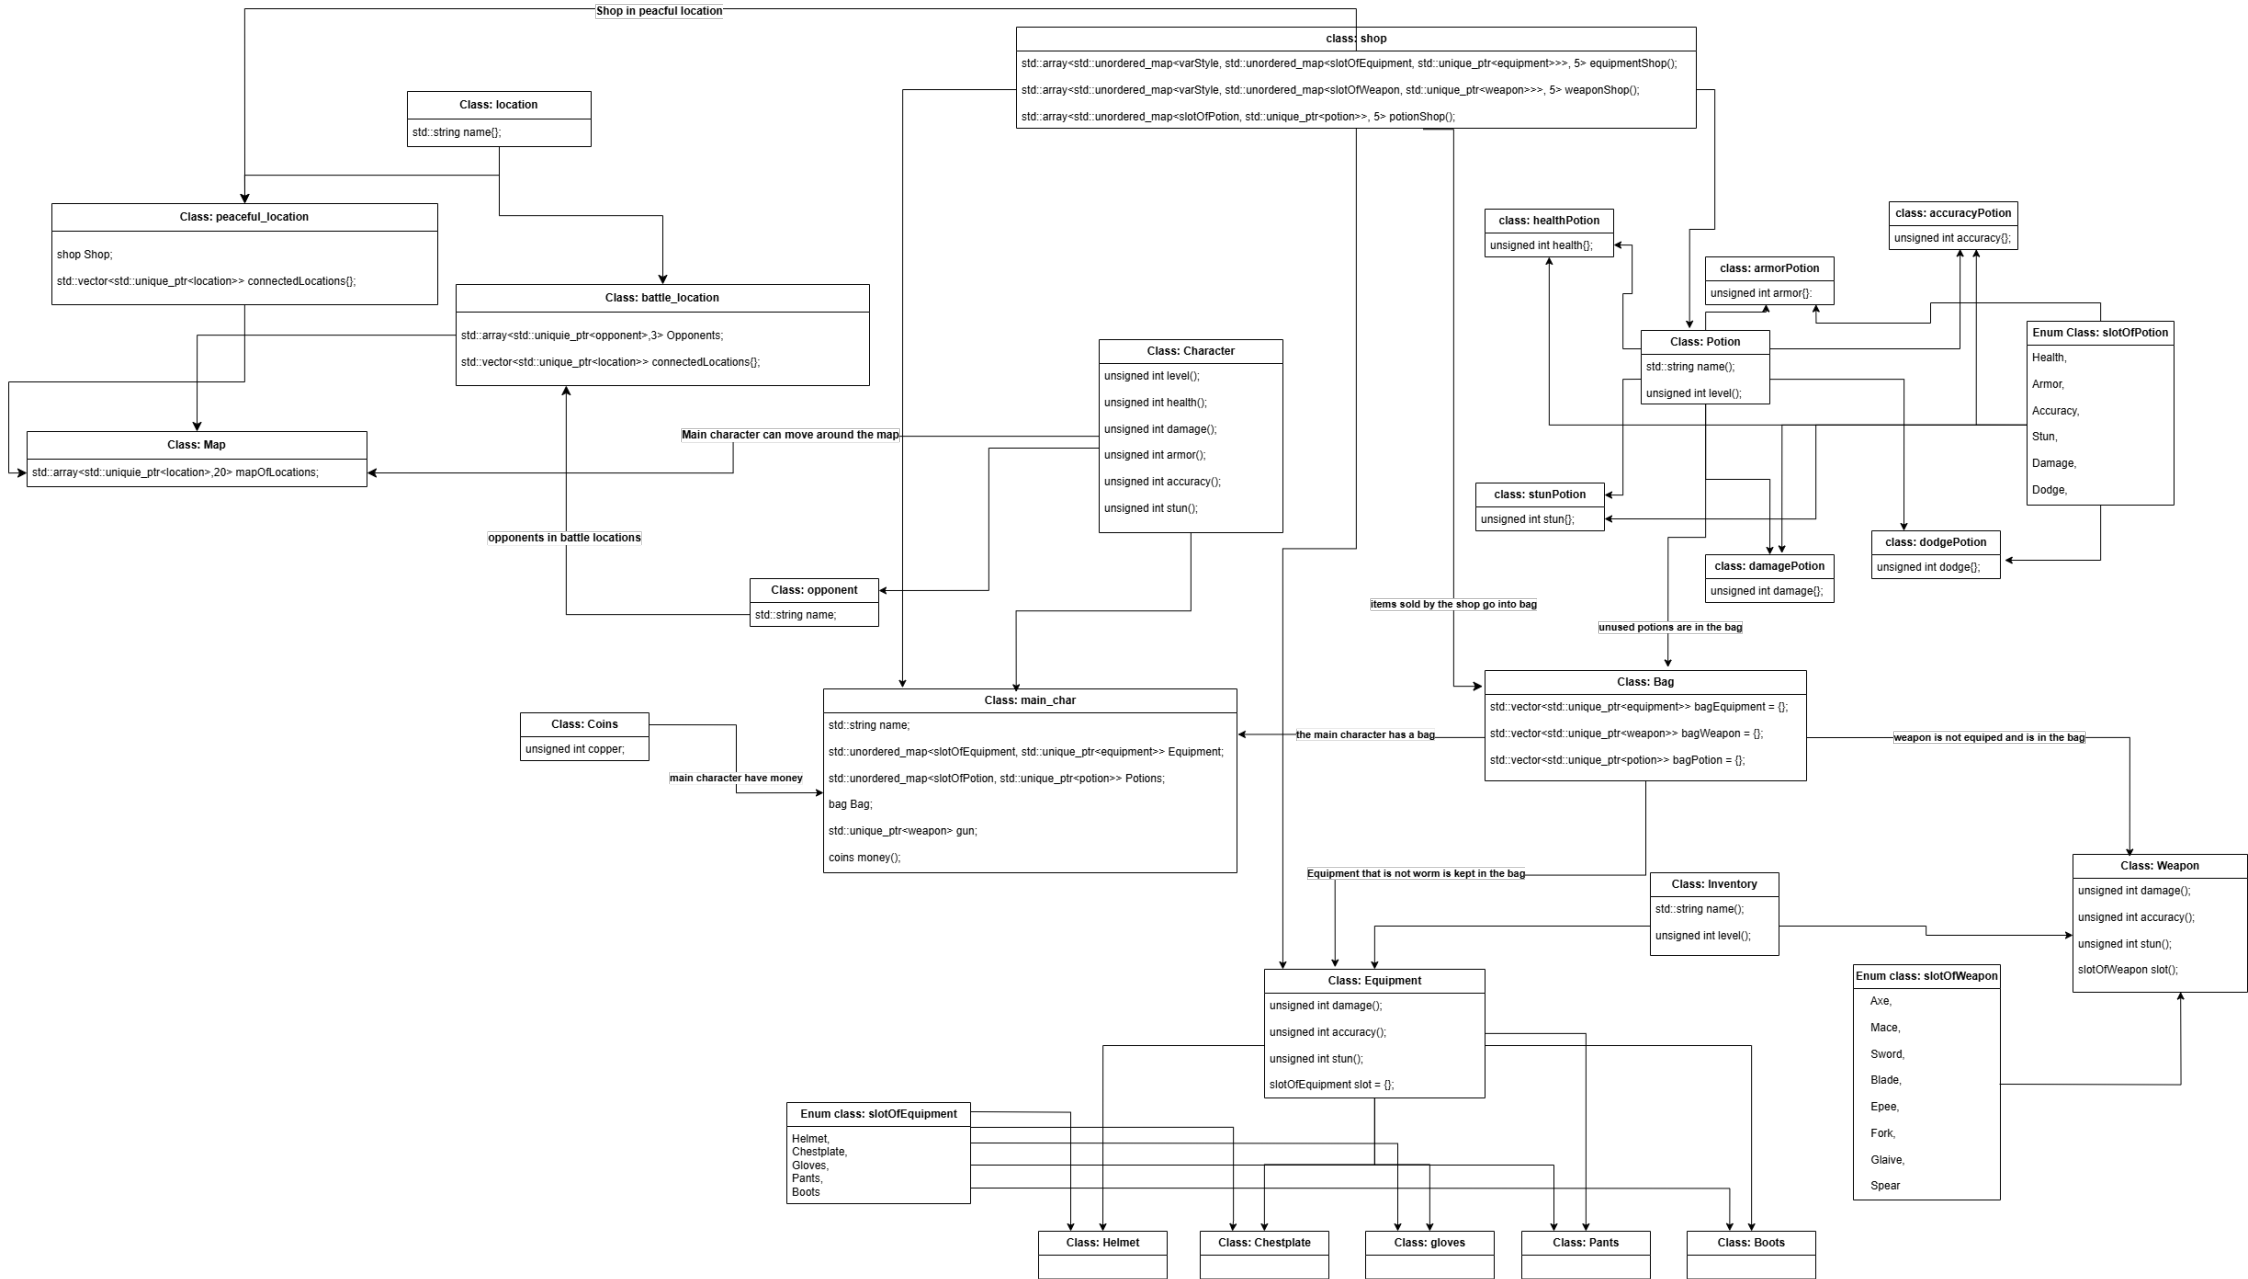 Shop in peacful location
class: shop
std::array<std::unordered_map<varStyle, std::unordered_map<slotOfEquipment, std::unique_ptr<equipment>>>, 5> equipmentShop();
std::array<std::unordered_map<varStyle, std::unordered_map<slotOfWeapon, std::unique_ptr<weapon>>>, 5> weaponShop();
std::array<std::unordered_map<slotOfPotion, std::unique_ptr<potion>>, 5> potionShop();
Class: location
std::string name{};
Class: peaceful_location
shop Shop;
std::vector<std::unique_ptr<location>> connectedLocations{};
Class: battle_location
std::array<std::uniquie_ptr<opponent>,3> Opponents;
std::vector<std::unique_ptr<location>> connectedLocations{};
class: healthPotion
unsigned int health{};
class: accuracyPotion
unsigned int accuracy{};
class: armorPotion
unsigned int armor{}:
Class: Potion
std::string name();
unsigned int level();
Enum Class: slotOfPotion
Health,
Armor,
Accuracy,
Stun,
Damage,
Dodge,
Class: Character
unsigned int level();
unsigned int health();
unsigned int damage();
unsigned int armor();
unsigned int accuracy();
unsigned int stun();
Main character can move around the map
Class: Map
std::array<std::uniquie_ptr<location>,20> mapOfLocations;
class: stunPotion
unsigned int stun{};
opponents in battle locations
class: dodgePotion
unsigned int dodge{};
class: damagePotion
unsigned int damage{};
Class: opponent
std::string name;
items sold by the shop go into bag
unused potions are in the bag
Class: Bag
std::vector<std::unique_ptr<equipment>> bagEquipment = {};
std::vector<std::unique_ptr<weapon>> bagWeapon = {};
std::vector<std::unique_ptr<potion>> bagPotion = {};
Class: main_char
std::string name;
std::unordered_map<slotOfEquipment, std::unique_ptr<equipment>> Equipment;
std::unordered_map<slotOfPotion, std::unique_ptr<potion>> Potions;
bag Bag;
std::unique_ptr<weapon> gun;
coins money();
Class: Coins
unsigned int copper;
main character have money
the main character has a bag
weapon is not equiped and is in the bag
Class: Weapon
unsigned int damage();
unsigned int accuracy();
unsigned int stun();
slotOfWeapon slot();
Equipment that is not worm is kept in the bag
Class: Inventory
std::string name();
unsigned int level();
Class: Equipment
unsigned int damage();
unsigned int accuracy();
unsigned int stun();
slotOfEquipment slot = {};
Enum class: slotOfWeapon
Axe,
Mace,
Sword,
Blade,
Epee,
Fork,
Glaive,
Spear
Enum class: slotOfEquipment
Helmet,
Chestplate,
Gloves,
Pants,
Boots
Class: Helmet
Class: Chestplate
Class: gloves
Class: Pants
Class: Boots